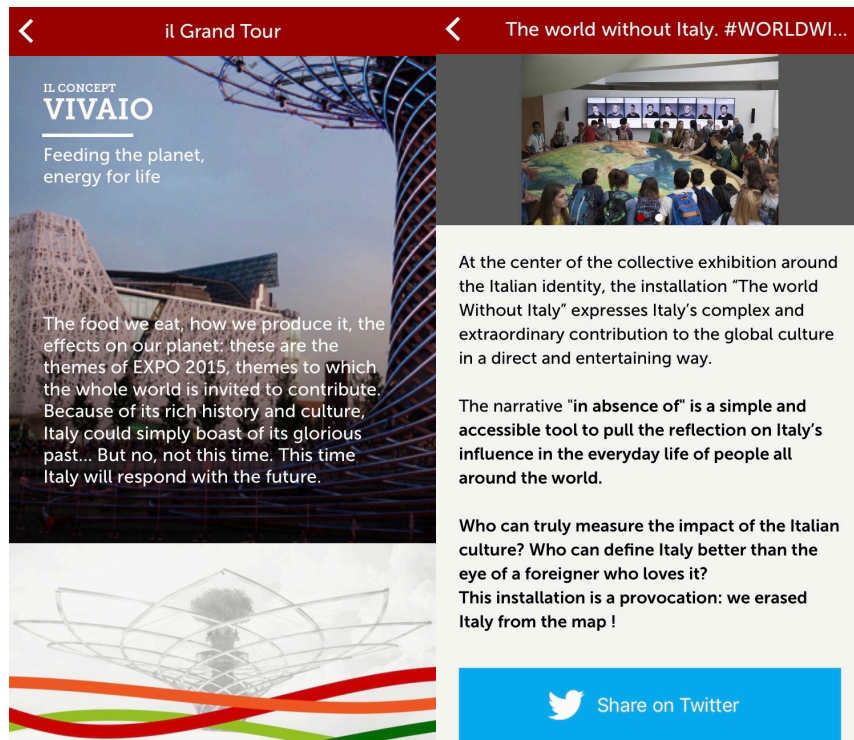 il Grand Tour
IL CONCEPT
VIVAIO
Feeding the planet,
energy for life
The food we eat, how we produce it, the
effects on our planet: these are the
themes of EXPO 2015, themes to which
the whole world is invited to contribute.
Because of its rich history and culture,
Italy could simply boast of its glorious
past... But no, not this time. This time
Italy will respond with the future.
The world without Italy. #WORLDWI...
At the center of the collective exhibition around
the Italian identity, the installation “The world
Without Italy” expresses Italy’s complex and
extraordinary contribution to the global culture
in a direct and entertaining way.
The narrative "in absence of" is a simple and
accessible tool to pull the reflection on Italy’s
influence in the everyday life of people all
around the world.
Who can truly measure the impact of the Italian
culture? Who can define Italy better than the
eye of a foreigner who loves it?
This installation is a provocation: we erased
Italy from the map !
Share on Twitter